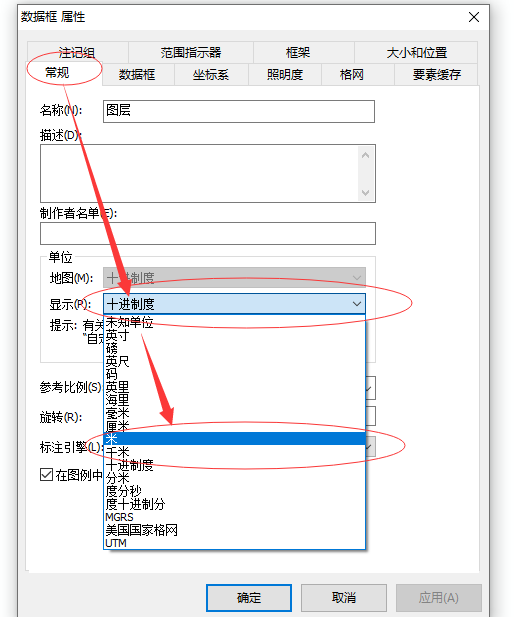 数据框 属性
注记组 范围指示器 框架 大小和位置
常规 数据框 坐标系 照明度 格网 要素缓存
名称(N): 图层
描述(D):
制作者名单(E):
单位
地图(M): 十进制度
显示(P): 十进制度
未知单位
提示: 有关
英寸
"自定
磅
英尺
码
参考比例(S)
英里
海里
毫米
旋转(R):
厘米
米
标注引擎(L):
千米
十进制度
在图例中
分米
度分秒
度十进制分
MGRS
美国国家格网
UTM
确定 取消 应用(A)